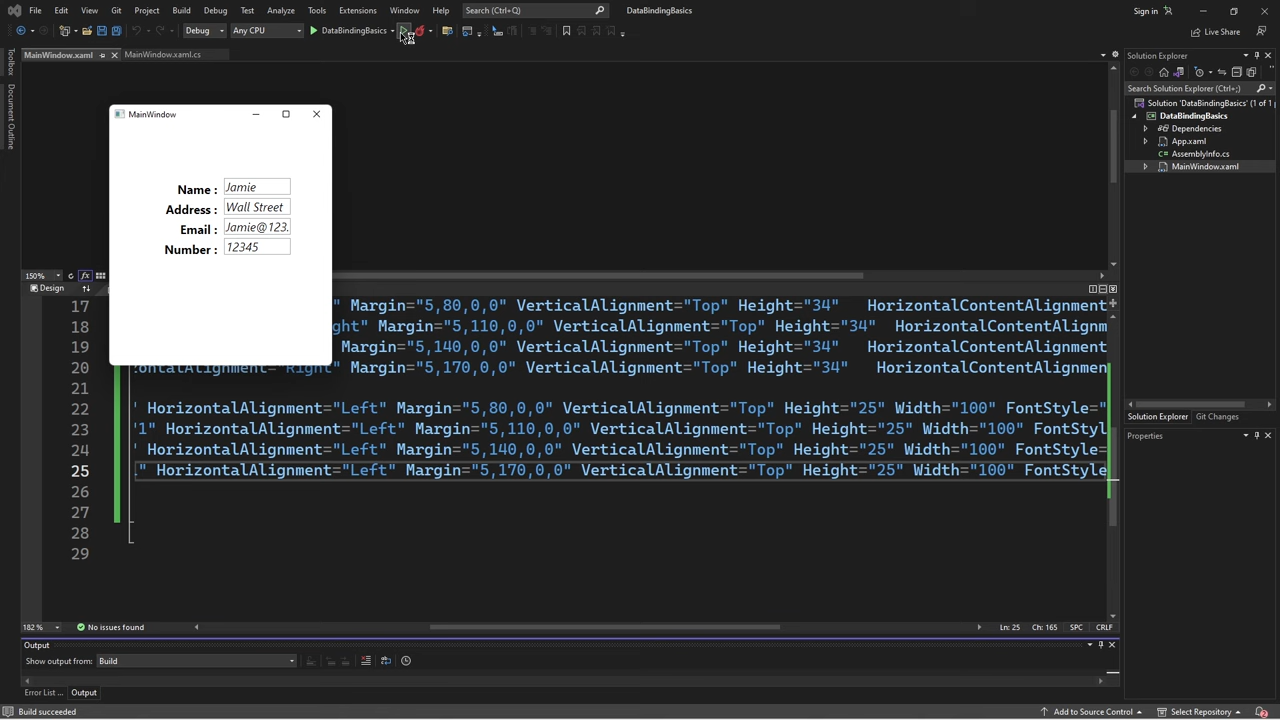 File Edit View Git Project Build Debug Test Analyze Tools Extensions Window Help Search (Ctrl+Q) DataBindingBasics Sign in
Debug Any CPU DataBindingBasics Live Share
MainWindow.xaml MainWindow.xaml.cs
Toolbox
Document Outline
MainWindow
Name : Jamie
Address : Wall Street
Email : Jamie@123.
Number : 12345
150% fx
Design
17 " Margin="5,80,0,0" VerticalAlignment="Top" Height="34" HorizontalContentAlignment
18 ght" Margin="5,110,0,0" VerticalAlignment="Top" Height="34" HorizontalContentAlignm
19 Margin="5,140,0,0" VerticalAlignment="Top" Height="34" HorizontalContentAlignment
20 ontalAlignment="Right" Margin="5,170,0,0" VerticalAlignment="Top" Height="34" HorizontalContentAlignmen
21
22 " HorizontalAlignment="Left" Margin="5,80,0,0" VerticalAlignment="Top" Height="25" Width="100" FontStyle="
23 1" HorizontalAlignment="Left" Margin="5,110,0,0" VerticalAlignment="Top" Height="25" Width="100" FontStyl
24 " HorizontalAlignment="Left" Margin="5,140,0,0" VerticalAlignment="Top" Height="25" Width="100" FontStyle=
25 " HorizontalAlignment="Left" Margin="5,170,0,0" VerticalAlignment="Top" Height="25" Width="100" FontStyle
26
27
28
29
182 % No issues found Ln: 25 Ch: 165 SPC CRLF
Output
Show output from: Build
Error List ... Output
Build succeeded Add to Source Control Select Repository 2
Solution Explorer
Search Solution Explorer (Ctrl+;)
Solution 'DataBindingBasics' (1 of 1
DataBindingBasics
Dependencies
App.xaml
C# AssemblyInfo.cs
MainWindow.xaml
Solution Explorer Git Changes
Properties